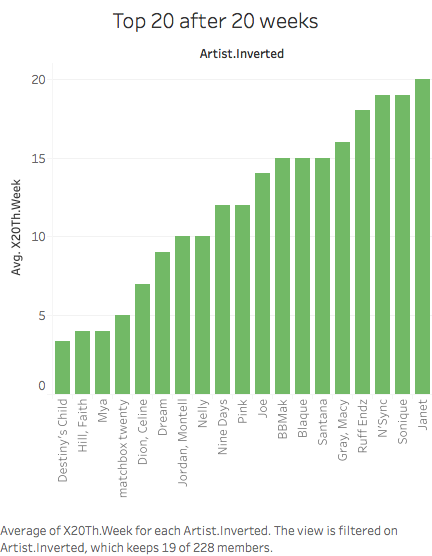 Top 20 after 20 weeks
Artist.Inverted
Avg. X20Th.Week
20
15
10
5
0
Destiny's Child
Hill, Faith
Mya
matchbox twenty
Dion, Celine
Dream
Jordan, Montell
Nelly
Nine Days
Pink
Joe
BBMak
Blaque
Santana
Gray, Macy
Ruff Endz
N'Sync
Sonique
Janet
Average of X20Th.Week for each Artist.Inverted. The view is filtered on
Artist.Inverted, which keeps 19 of 228 members.